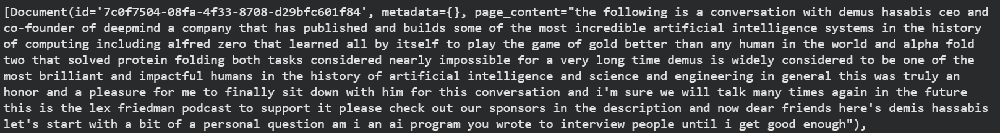 [Document(id='7c0f7504-08fa-4f33-8708-d29bfc601f84', metadata={}, page_content="the following is a conversation with demus hasabis ceo and
co-founder of deepmind a company that has published and builds some of the most incredible artificial intelligence systems in the history
of computing including alfred zero that learned all by itself to play the game of gold better than any human in the world and alpha fold
two that solved protein folding both tasks considered nearly impossible for a very long time demus is widely considered to be one of the
most brilliant and impactful humans in the history of artificial intelligence and science and engineering in general this was truly an
honor and a pleasure for me to finally sit down with him for this conversation and i'm sure we will talk many times again in the future
this is the lex friedman podcast to support it please check out our sponsors in the description and now dear friends here's demis hassabis
let's start with a bit of a personal question am i an ai program you wrote to interview people until i get good enough"),